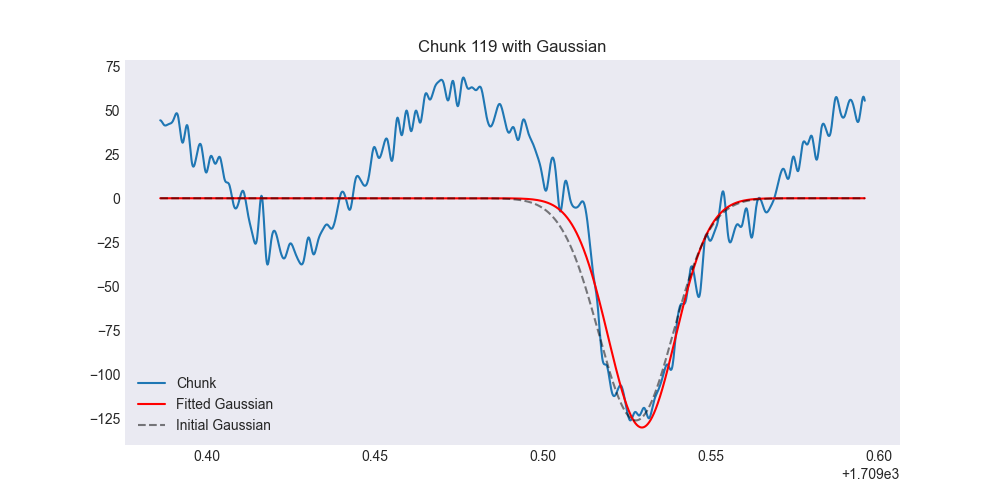 Chunk 119 with Gaussian
75
50
25
0
−25
−50
−75
−100
−125
Chunk
Fitted Gaussian
Initial Gaussian
0.40 0.45 0.50 0.55 0.60
+1.709e3